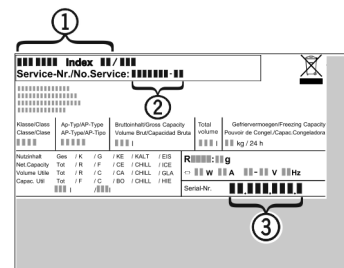 1
Index /
Service-Nr./No.Service: -
2
Klasse/Class
Classe/Clase
Ap-Typ/AP-Type
AP-Type/AP-Tipo
Bruttoinhalt/Gross Capacity
Volume Brut/Capacidad Bruta
l
Total
volume
l
Gefriervermoegen/Freezing Capacity
Pouvoir de Congel./Capac.Congeladora
kg / 24 h
Nutzinhalt Ges / K / G / KE / KALT / EIS
Net.Capacity Tot / R / F / CE / CHILL / ICE
Volume Utile Tot / R / C / CA / CHILL / GLA
Capac. Util Tot / F / C / BO / CHILL / HIE
l / l
R : g
W A - V Hz
Serial-Nr. . . .
3